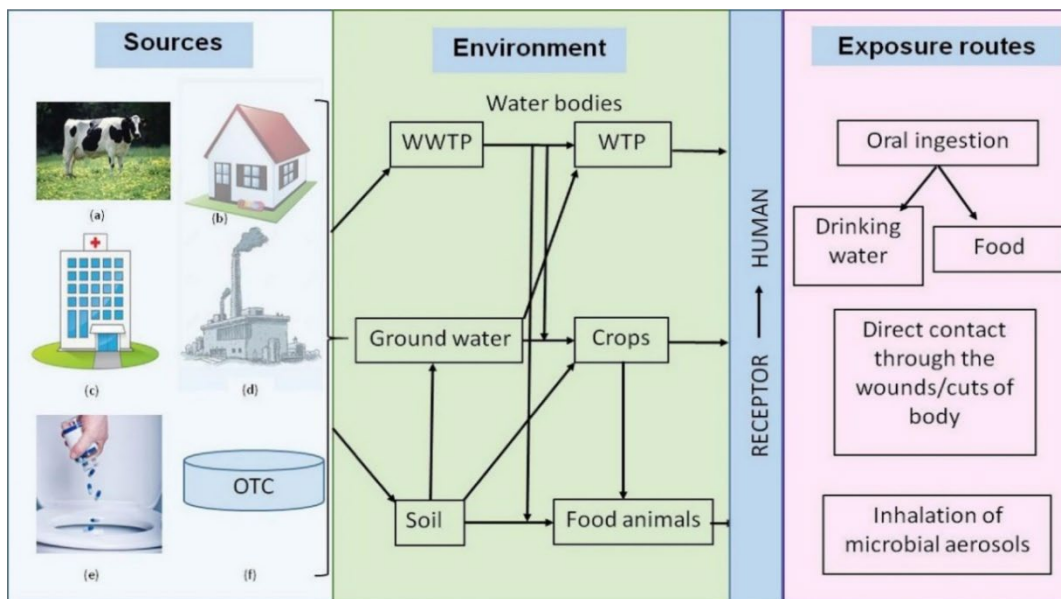 Sources
(a)
(b)
(c)
(d)
(e)
OTC
(f)
Environment
Water bodies
WWTP
WTP
Ground water
Crops
Soil
Food animals
RECEPTOR
HUMAN
Exposure routes
Oral ingestion
Drinking
water
Food
Direct contact
through the
wounds/cuts of
body
Inhalation of
microbial aerosols